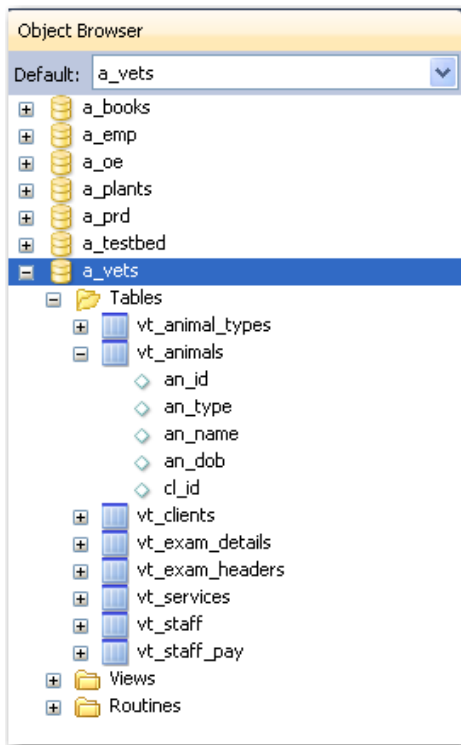 Object Browser
Default: a_vets
a_books
a_emp
a_oe
a_plants
a_prd
a_testbed
a_vets
Tables
vt_animal_types
vt_animals
an_id
an_type
an_name
an_dob
cl_id
vt_clients
vt_exam_details
vt_exam_headers
vt_services
vt_staff
vt_staff_pay
Views
Routines